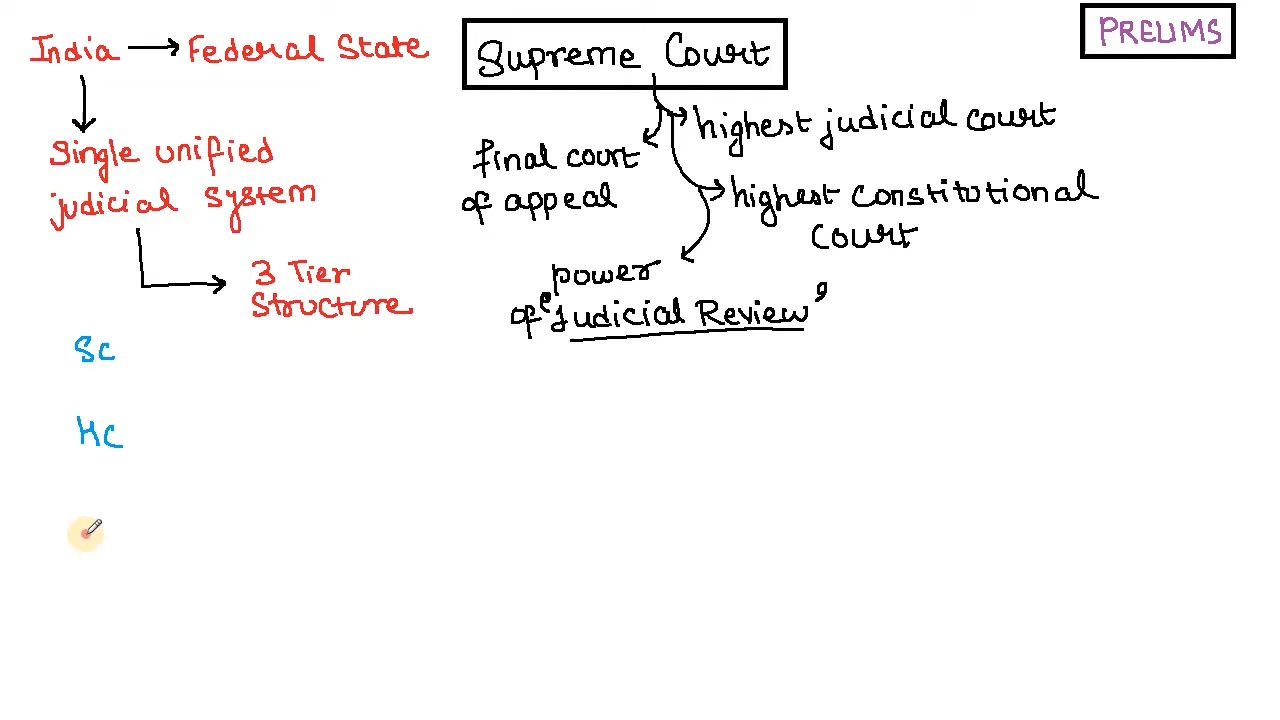 India → Federal State
Single unified
judicial system
3 Tier
Structure
SC
HC
Supreme Court
highest judicial court
final court
of appeal
highest constitutional
court
power
of ‘Judicial Review’
PRELIMS